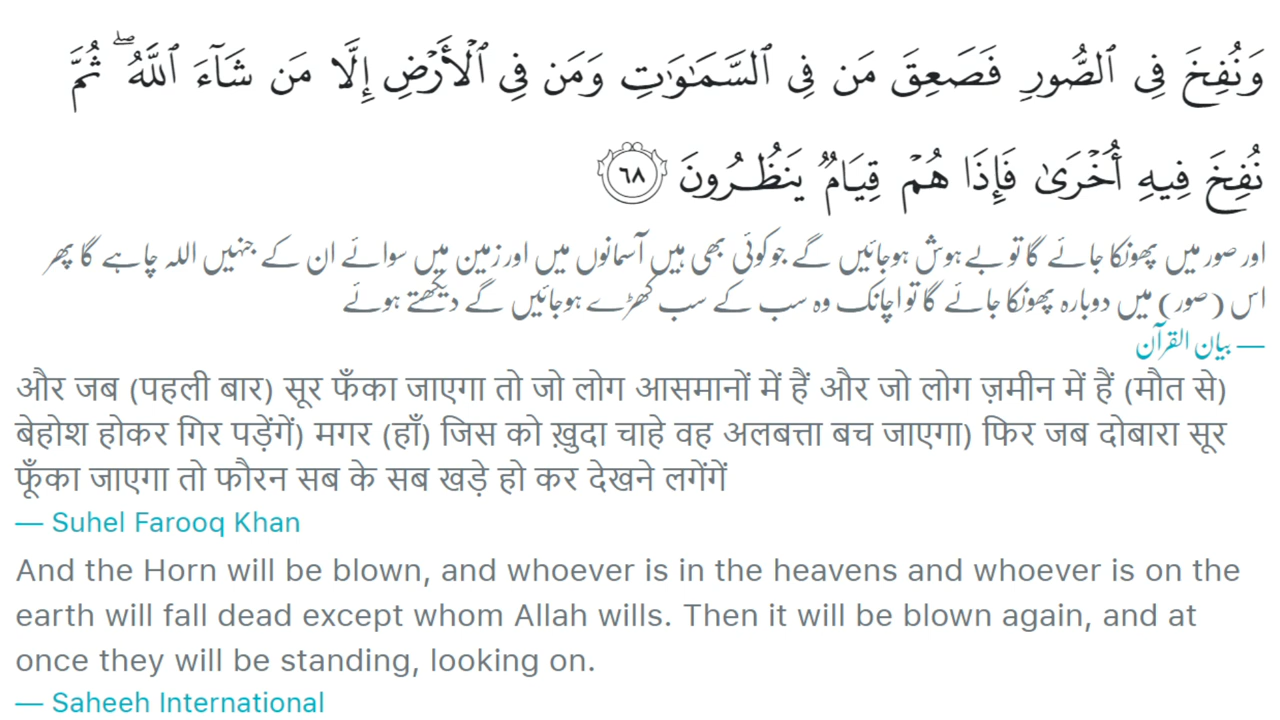 وَنُفِخَ فِى ٱلصُّورِ فَصَعِقَ مَن فِى ٱلسَّمَـٰوَٰتِ وَمَن فِى ٱلْأَرْضِ إِلَّا مَن شَآءَ ٱللَّهُ ۖ ثُمَّ
نُفِخَ فِيهِ أُخْرَىٰ فَإِذَا هُمْ قِيَامٌۭ يَنظُرُونَ ٦٨
اور صور میں پھونکا جائے گا تو بے ہوش ہوجائیں گے جو کوئی بھی ہیں آسمانوں میں اور زمین میں سوائے ان کے جنہیں اللہ چاہے گا پھر
اس (صور) میں دوبارہ پھونکا جائے گا تو اچانک وہ سب کے سب کھڑے ہوجائیں گے دیکھتے ہوئے
— بیان القرآن
और जब (पहली बार) सूर फँका जाएगा तो जो लोग आसमानों में हैं और जो लोग ज़मीन में हैं (मौत से)
बेहोश होकर गिर पड़ेंगें) मगर (हाँ) जिस को ख़ुदा चाहे वह अलबत्ता बच जाएगा) फिर जब दोबारा सूर
फूँका जाएगा तो फौरन सब के सब खड़े हो कर देखने लगेंगें
— Suhel Farooq Khan
And the Horn will be blown, and whoever is in the heavens and whoever is on the
earth will fall dead except whom Allah wills. Then it will be blown again, and at
once they will be standing, looking on.
— Saheeh International